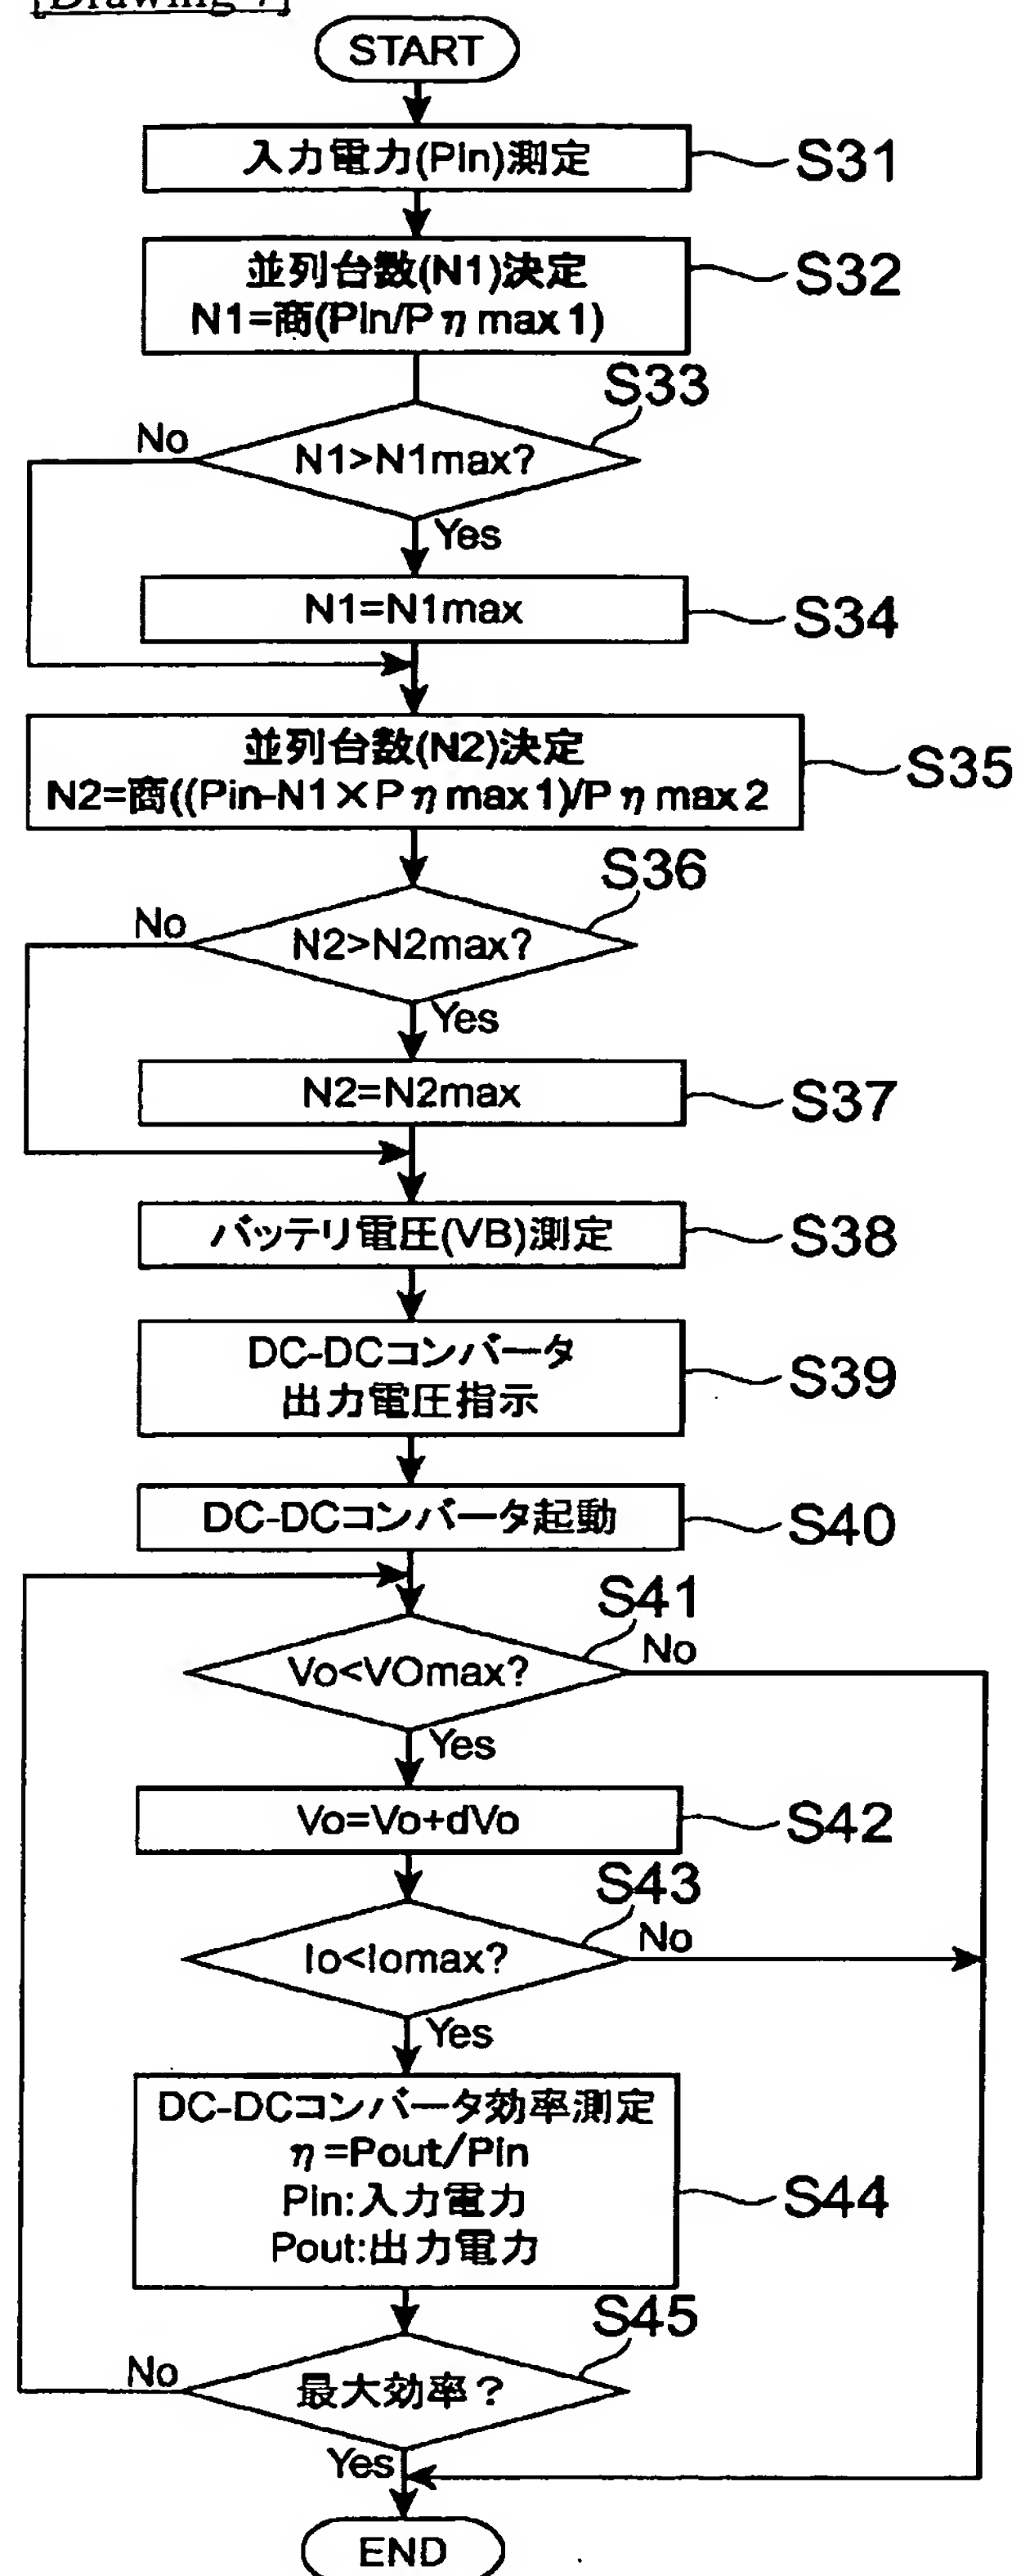 [Drawing 7]
START
入力電力(Pin)測定
S31
並列台数(N1)決定
N1=商(Pin/Pηmax1)
S32
S33
N1>N1max?
No
Yes
N1=N1max
S34
並列台数(N2)決定
N2=商((Pin-N1×Pηmax1)/Pηmax2
S35
S36
N2>N2max?
No
Yes
N2=N2max
S37
バッテリ電圧(VB)測定
S38
DC-DCコンバータ
出力電圧指示
S39
DC-DCコンバータ起動
S40
S41
Vo<VOmax?
No
Yes
Vo=Vo+dVo
S42
S43
Io<Iomax?
No
Yes
DC-DCコンバータ効率測定
η=Pout/Pin
Pin:入力電力
Pout:出力電力
S44
S45
最大効率?
No
Yes
END